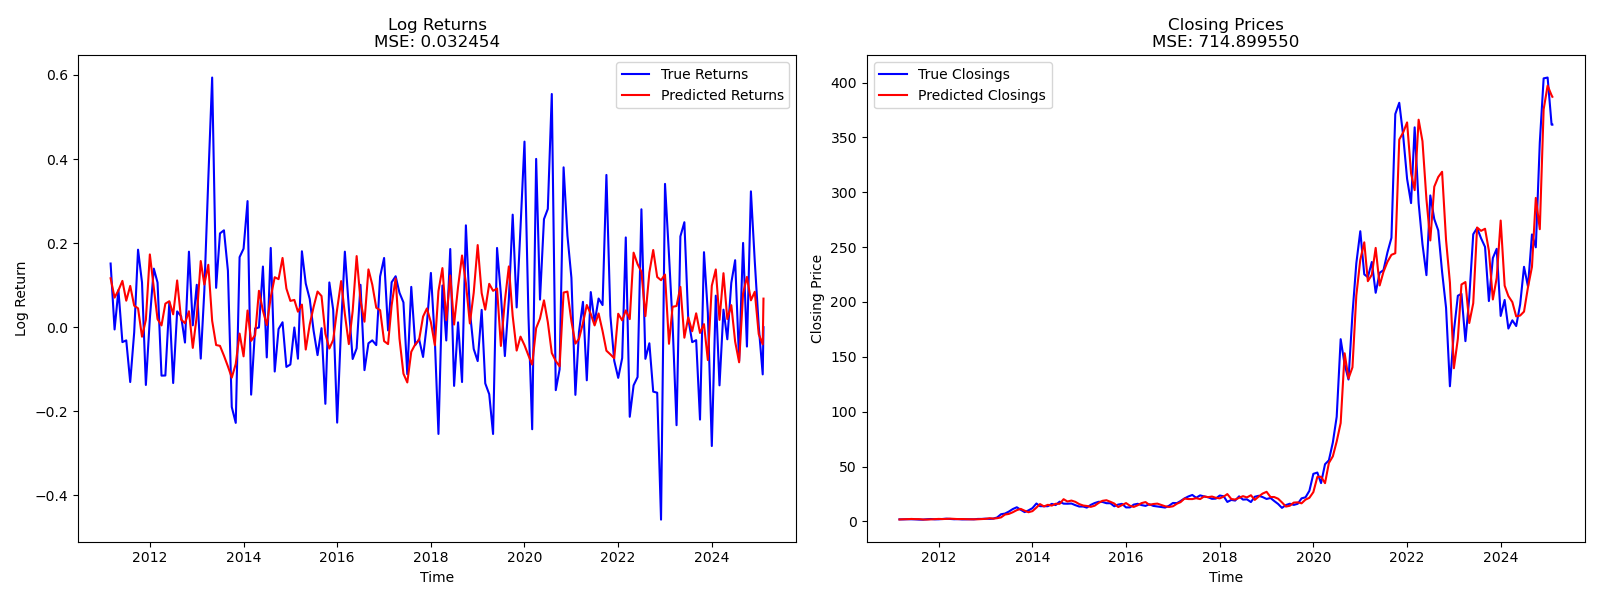 Log Returns
MSE: 0.032454
True Returns
Predicted Returns
0.6
0.4
0.2
0.0
−0.2
−0.4
Log Return
2012 2014 2016 2018 2020 2022 2024
Time
Closing Prices
MSE: 714.899550
True Closings
Predicted Closings
400
350
300
250
200
150
100
50
0
Closing Price
2012 2014 2016 2018 2020 2022 2024
Time